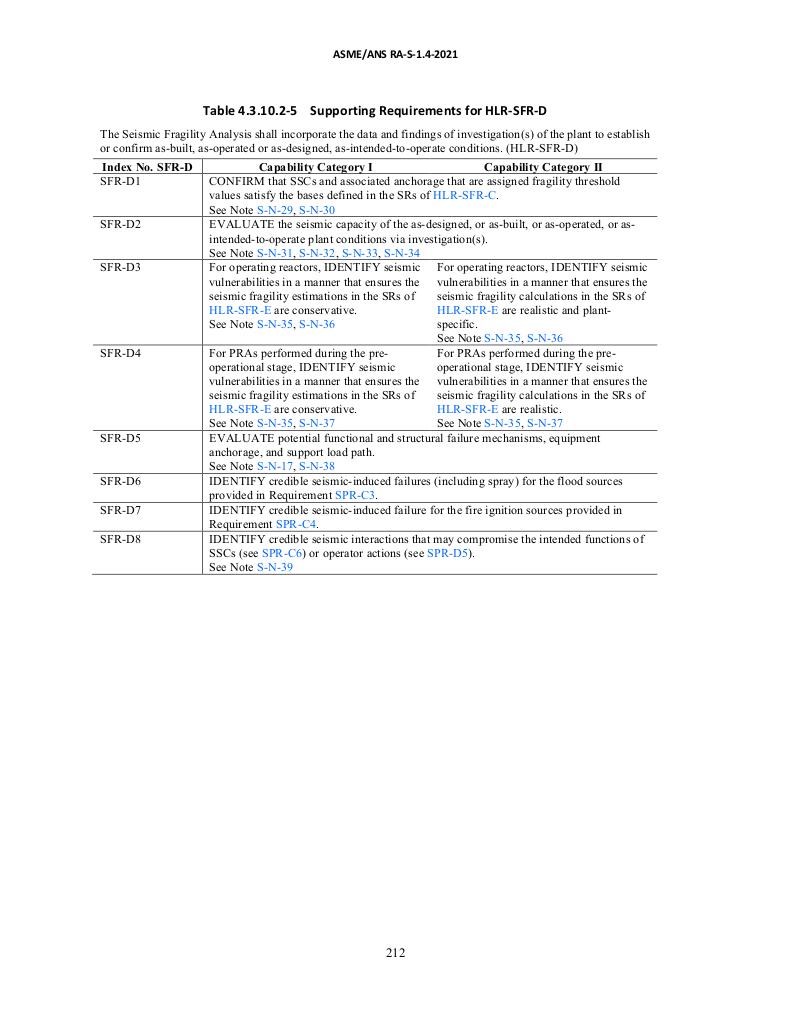 ASME/ANS RA-S-1.4-2021
Table 4.3.10.2-5 Supporting Requirements for HLR-SFR-D
The Seismic Fragility Analysis shall incorporate the data and findings of investigation(s) of the plant to establish
or confirm as-built, as-operated or as-designed, as-intended-to-operate conditions. (HLR-SFR-D)
Index No. SFR-D Capability Category I Capability Category II
SFR-D1 CONFIRM that SSCs and associated anchorage that are assigned fragility threshold
values satisfy the bases defined in the SRs of HLR-SFR-C.
See Note S-N-29, S-N-30
SFR-D2 EVALUATE the seismic capacity of the as-designed, or as-built, or as-operated, or as-
intended-to-operate plant conditions via investigation(s).
See Note S-N-31, S-N-32, S-N-33, S-N-34
SFR-D3
For operating reactors, IDENTIFY seismic
vulnerabilities in a manner that ensures the
seismic fragility estimations in the SRs of
HLR-SFR-E are conservative.
See Note S-N-35, S-N-36
For operating reactors, IDENTIFY seismic
vulnerabilities in a manner that ensures the
seismic fragility calculations in the SRs of
HLR-SFR-E are realistic and plant-
specific.
See Note S-N-35, S-N-36
SFR-D4
For PRAs performed during the pre-
operational stage, IDENTIFY seismic
vulnerabilities in a manner that ensures the
seismic fragility estimations in the SRs of
HLR-SFR-E are conservative.
See Note S-N-35, S-N-37
For PRAs performed during the pre-
operational stage, IDENTIFY seismic
vulnerabilities in a manner that ensures the
seismic fragility calculations in the SRs of
HLR-SFR-E are realistic.
See Note S-N-35, S-N-37
SFR-D5 EVALUATE potential functional and structural failure mechanisms, equipment
anchorage, and support load path.
See Note S-N-17, S-N-38
SFR-D6 IDENTIFY credible seismic-induced failures (including spray) for the flood sources
provided in Requirement SPR-C3.
SFR-D7 IDENTIFY credible seismic-induced failure for the fire ignition sources provided in
Requirement SPR-C4.
SFR-D8 IDENTIFY credible seismic interactions that may compromise the intended functions of
SSCs (see SPR-C6) or operator actions (see SPR-D5).
See Note S-N-39
212